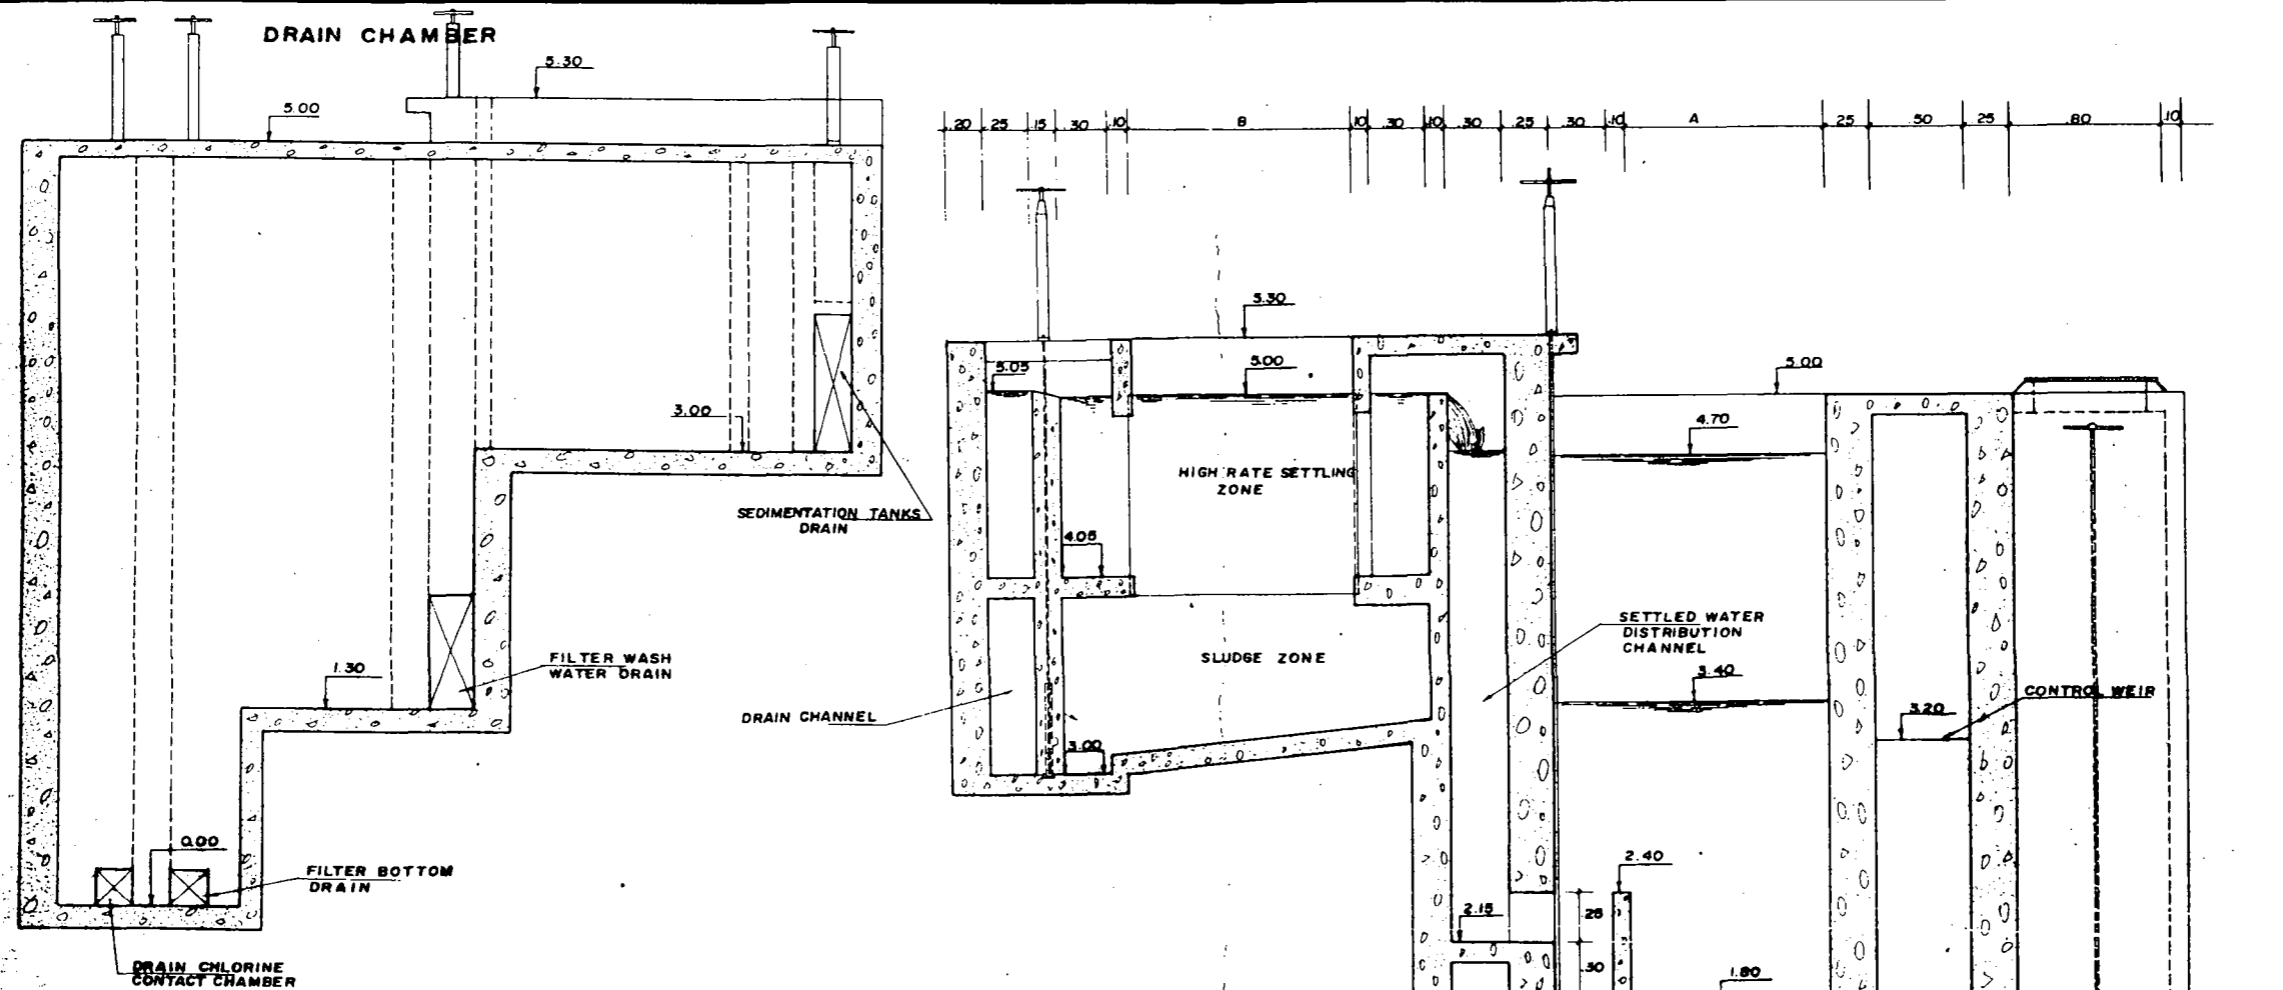 DRAIN CHAMBER
5.30
5.00
3.00
SEDIMENTATION TANKS
DRAIN
1.30
FILTER WASH
WATER DRAIN
0.00
FILTER BOTTOM
DRAIN
DRAIN CHLORINE
CONTACT CHAMBER
.20 .25 .15 .30 .10 B .10 .30 .10 .30 .25 .30 .10 A .25 .50 .25 .80 .10
5.30
5.05
5.00
5.00
4.70
HIGH RATE SETTLING
ZONE
4.05
SLUDGE ZONE
SETTLED WATER
DISTRIBUTION
CHANNEL
3.40
CONTROL WEIR
3.20
DRAIN CHANNEL
3.00
2.40
2.15
.25
.30
1.80